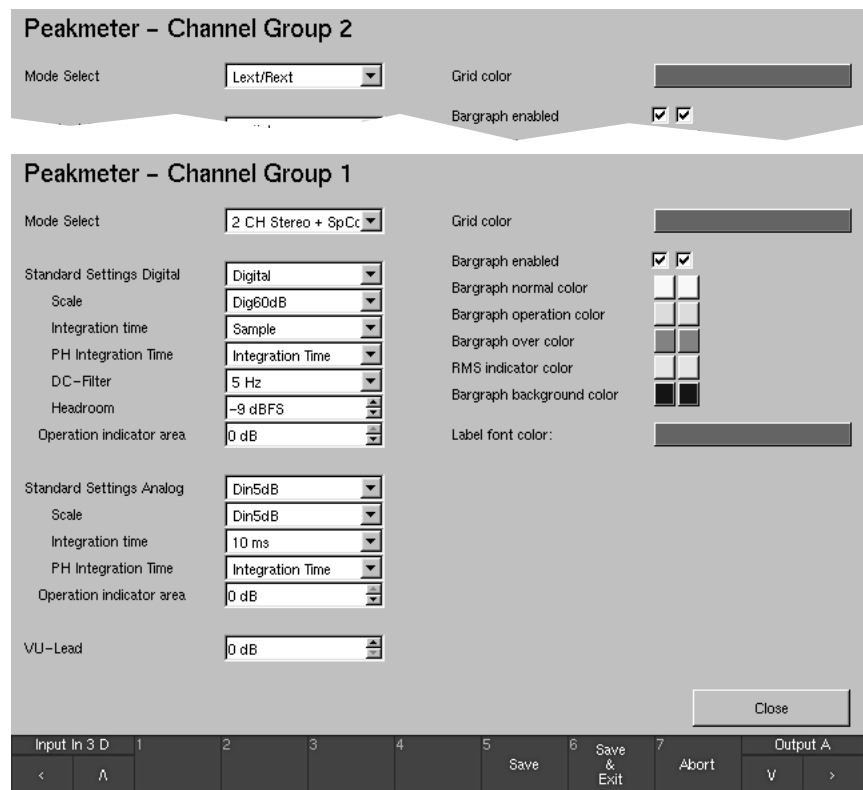 Peakmeter – Channel Group 2
Mode Select Lext/Rext Grid color
Bargraph enabled
Peakmeter – Channel Group 1
Mode Select 2 CH Stereo + SpCo Grid color
Bargraph enabled
Standard Settings Digital Digital
Bargraph normal color
Scale Dig60dB
Bargraph operation color
Integration time Sample
Bargraph over color
PH Integration Time Integration Time
RMS indicator color
DC–Filter 5 Hz
Bargraph background color
Headroom -9 dBFS
Operation indicator area 0 dB Label font color:
Standard Settings Analog Din5dB
Scale Din5dB
Integration time 10 ms
PH Integration Time Integration Time
Operation indicator area 0 dB
VU–Lead 0 dB
Close
Input In 3 D 1 2 3 4 5 Save 6 Save & Exit 7 Abort Output A
< Λ V >